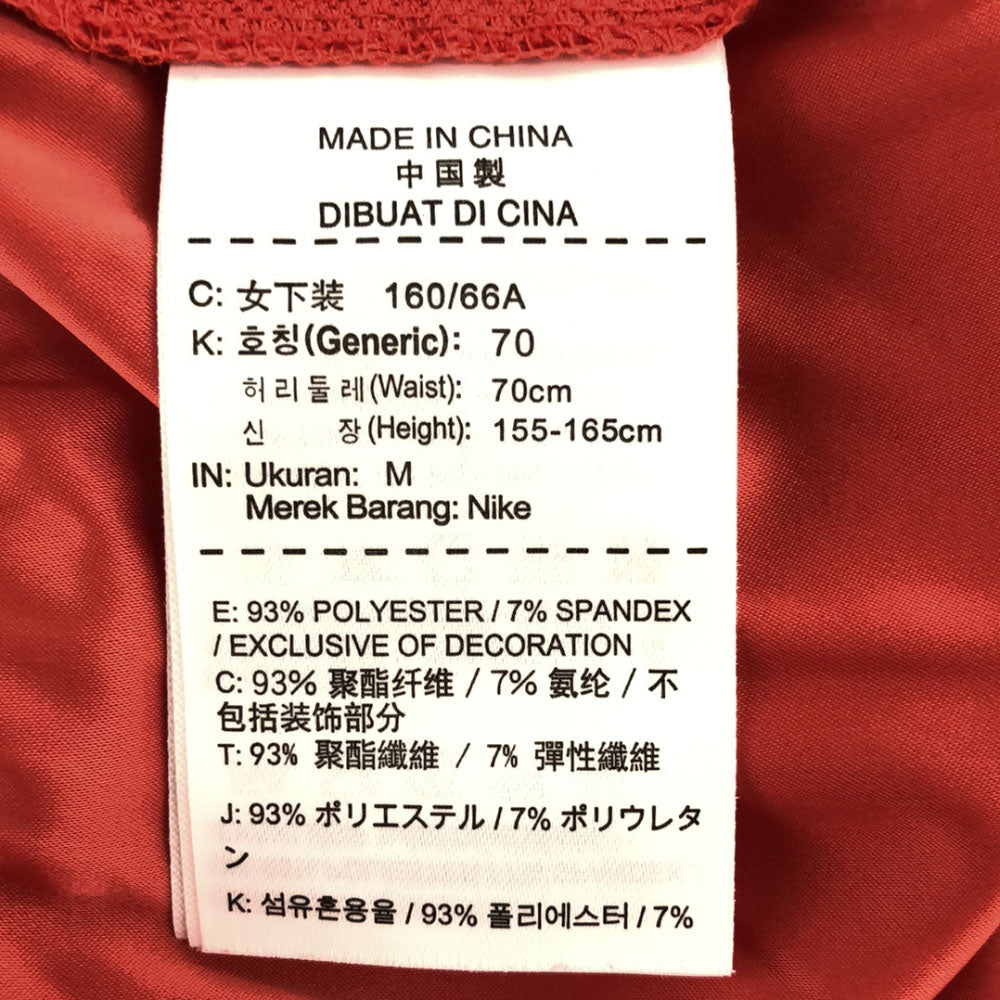 MADE IN CHINA
中国製
DIBUAT DI CINA
C: 女下装 160/66A
K: 호칭(Generic): 70
허리둘레(Waist): 70cm
신 장(Height): 155-165cm
IN: Ukuran: M
Merek Barang: Nike
E: 93% POLYESTER / 7% SPANDEX
/ EXCLUSIVE OF DECORATION
C: 93% 聚酯纤维 / 7% 氨纶 / 不
包括装饰部分
T: 93% 聚酯纖維 / 7% 彈性纖維
J: 93% ポリエステル / 7% ポリウレタ
ン
K: 섬유혼용율 / 93% 폴리에스터 / 7%